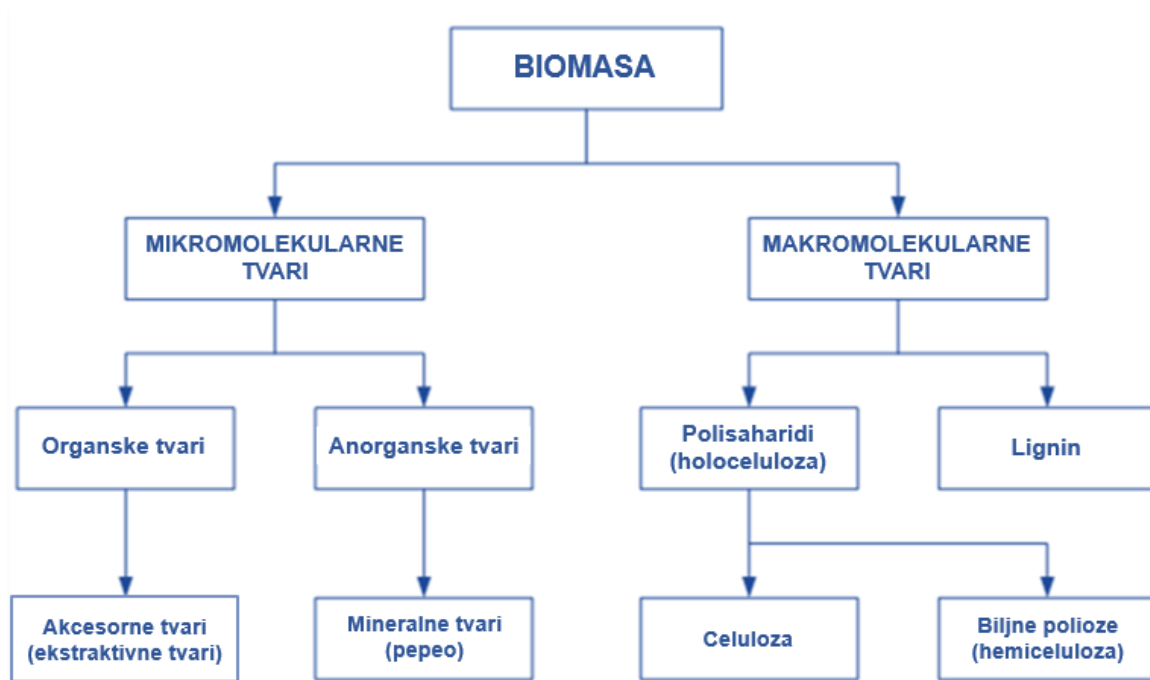 BIOMASA
MIKROMOLEKULARNE
TVARI
MAKROMOLEKULARNE
TVARI
Organske tvari
Anorganske tvari
Polisaharidi
(holoceluloza)
Lignin
Akcesorne tvari
(ekstraktivne tvari)
Mineralne tvari
(pepeo)
Celuloza
Biljne polioze
(hemiceluloza)